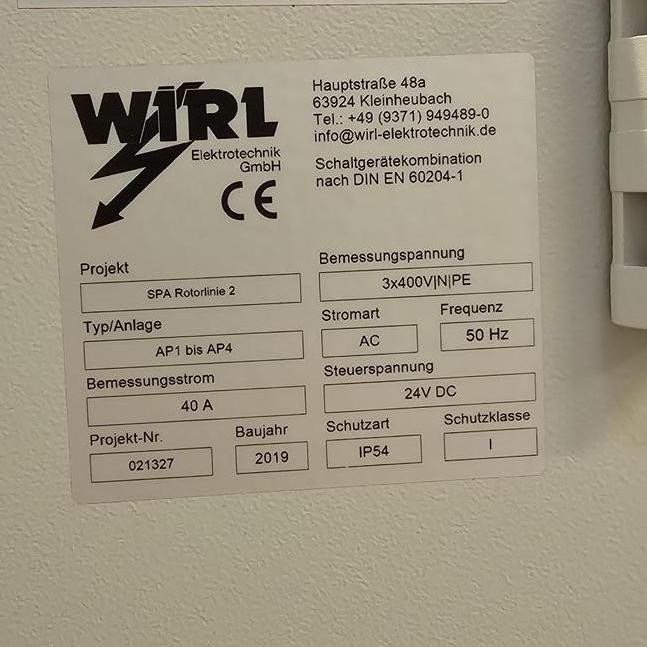 WIRL
Elektrotechnik
GmbH
CE
Hauptstraße 48a
63924 Kleinheubach
Tel.: +49 (9371) 949489-0
info@wirl-elektrotechnik.de
Schaltgerätekombination
nach DIN EN 60204-1
Projekt
SPA Rotorlinie 2
Bemessungspannung
3x400V|N|PE
Typ/Anlage
AP1 bis AP4
Stromart
AC
Frequenz
50 Hz
Bemessungsstrom
40 A
Steuerspannung
24V DC
Projekt-Nr.
021327
Baujahr
2019
Schutzart
IP54
Schutzklasse
I